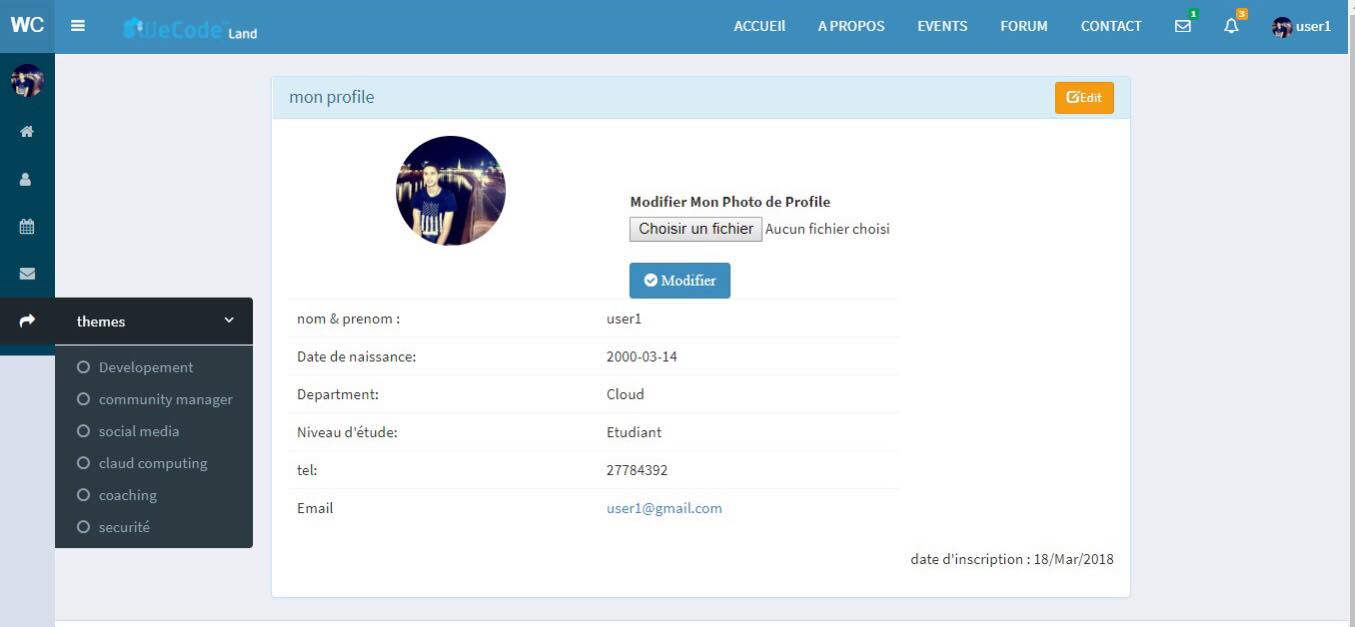 WC
WeCode Land
ACCUEIl
A PROPOS
EVENTS
FORUM
CONTACT
1
3
user1
mon profile
Edit
Modifier Mon Photo de Profile
Choisir un fichier Aucun fichier choisi
Modifier
themes
Developement
community manager
social media
claud computing
coaching
securité
nom & prenom : user1
Date de naissance: 2000-03-14
Department: Cloud
Niveau d'étude: Etudiant
tel: 27784392
Email user1@gmail.com
date d'inscription : 18/Mar/2018